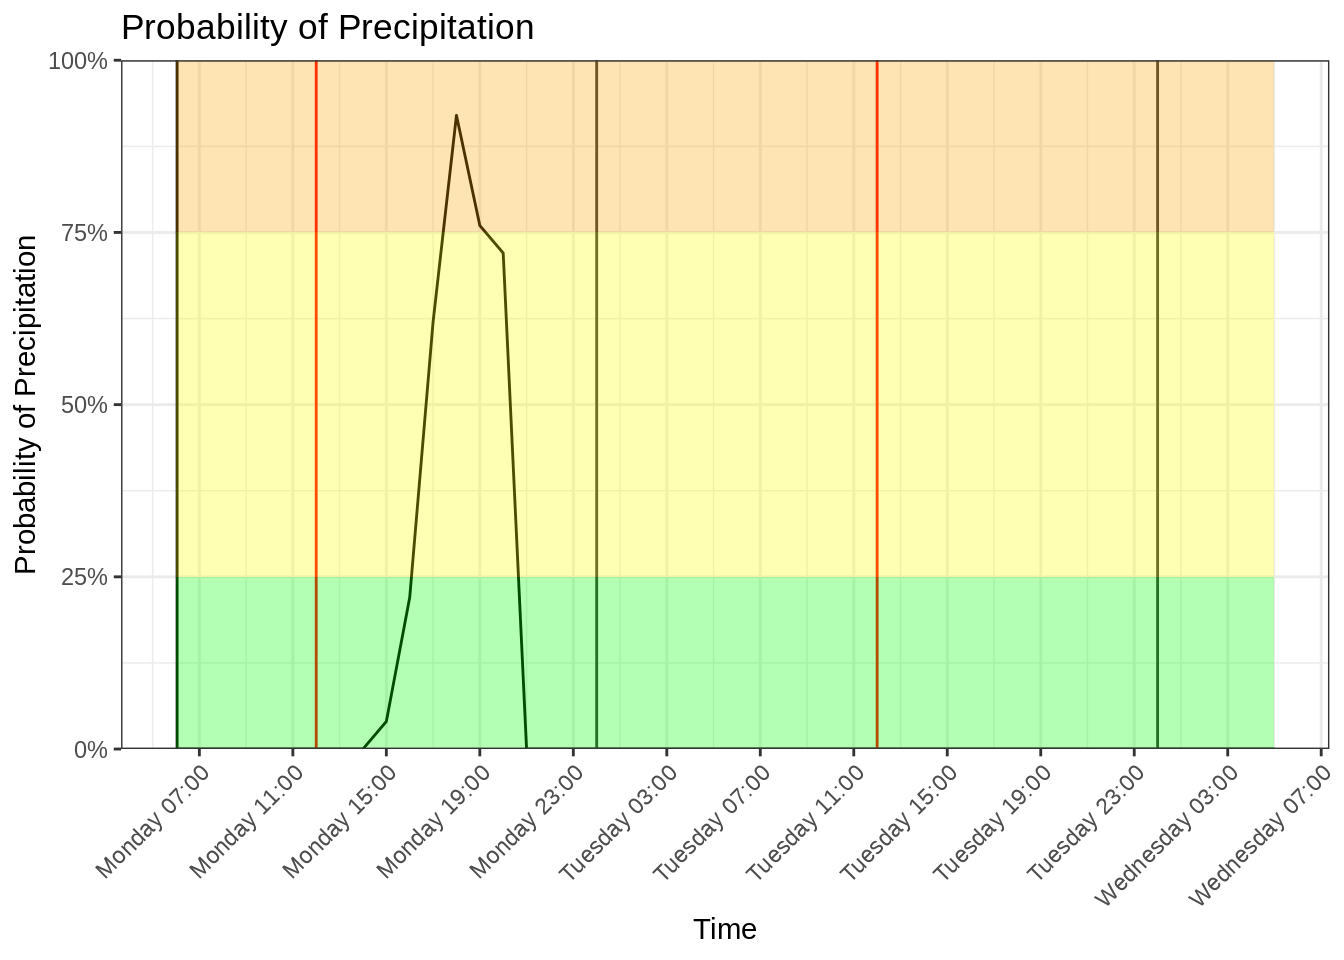 Probability of Precipitation
Probability of Precipitation
100%
75%
50%
25%
0%
Monday 07:00
Monday 11:00
Monday 15:00
Monday 19:00
Monday 23:00
Tuesday 03:00
Tuesday 07:00
Tuesday 11:00
Tuesday 15:00
Tuesday 19:00
Tuesday 23:00
Wednesday 03:00
Wednesday 07:00
Time